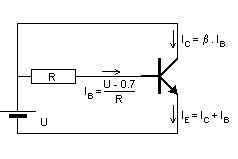 I_C = β . I_B
R
I_B = U - 0.7 / R
I_E = I_C + I_B
U